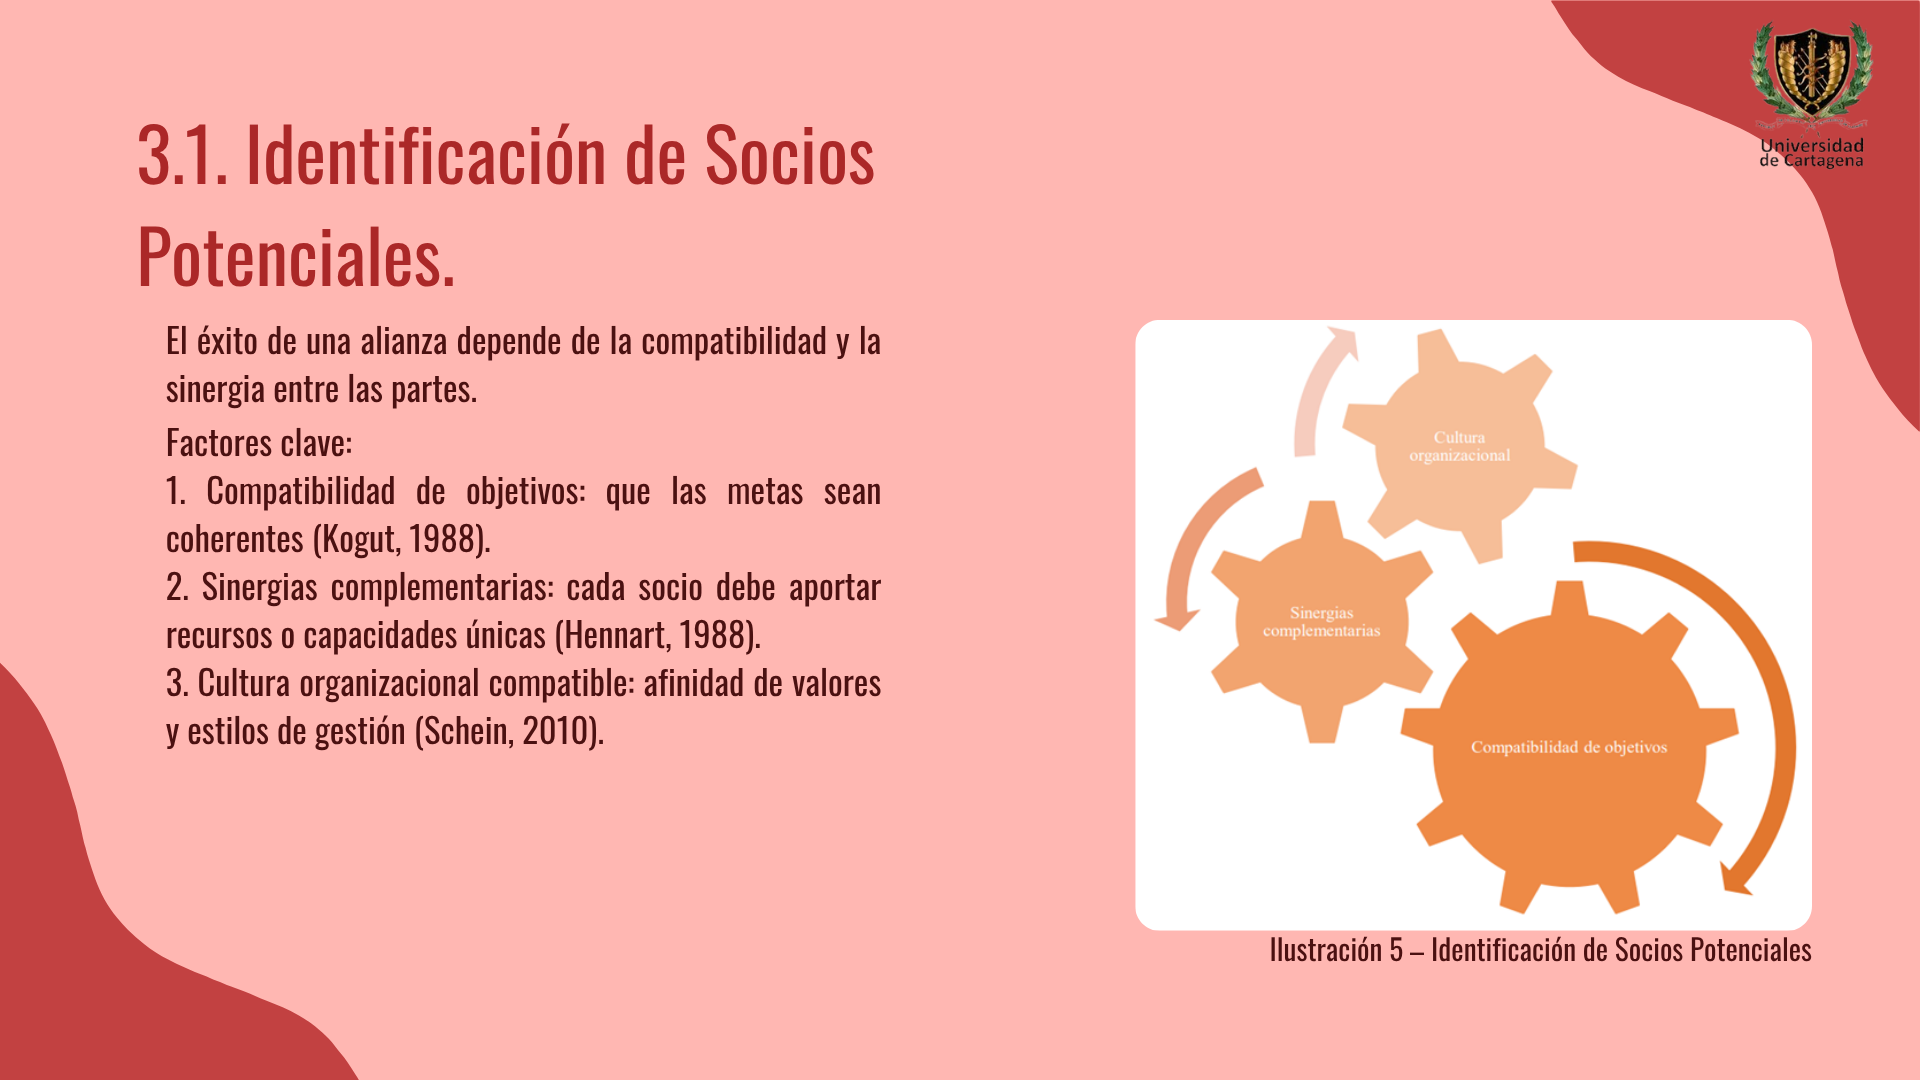 Universidad
de Cartagena
3.1. Identificación de Socios
Potenciales.
El éxito de una alianza depende de la compatibilidad y la
sinergia entre las partes.
Factores clave:
1. Compatibilidad de objetivos: que las metas sean
coherentes (Kogut, 1988).
2. Sinergias complementarias: cada socio debe aportar
recursos o capacidades únicas (Hennart, 1988).
3. Cultura organizacional compatible: afinidad de valores
y estilos de gestión (Schein, 2010).
Cultura
organizacional
Sinergias
complementarias
Compatibilidad de objetivos
Ilustración 5 – Identificación de Socios Potenciales